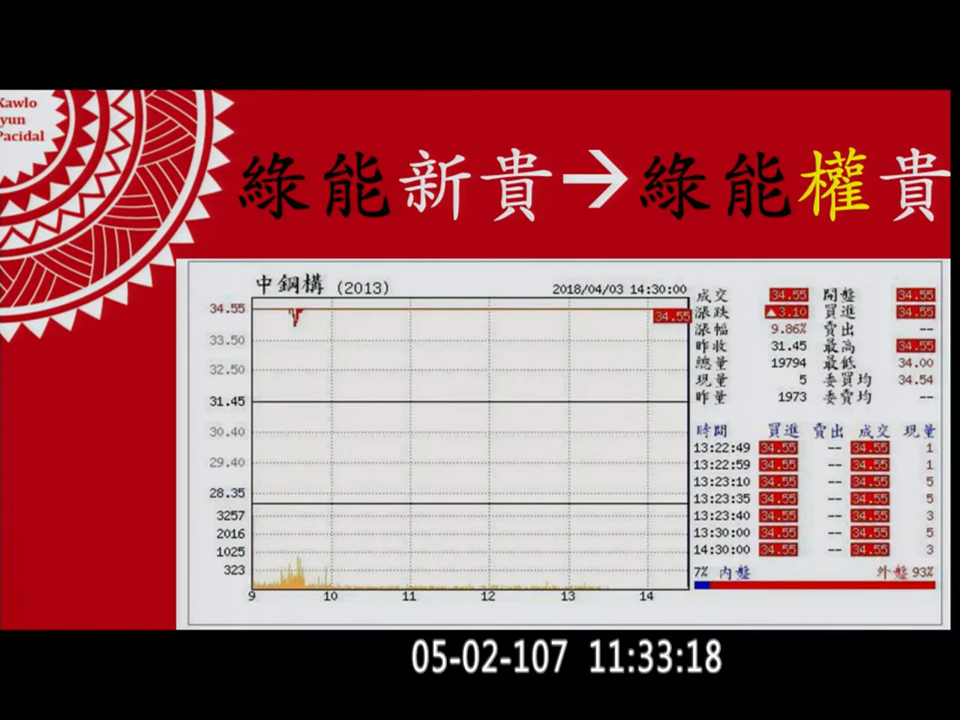 Kawlo
Iyun
Pacidal
綠能新貴→綠能權貴
中鋼構 (2013) 2018/04/03 14:30:00
34.55
33.50
32.50
31.45
30.40
29.40
28.35
3257
2016
1025
323
9 10 11 12 13 14
34.55
成交 34.55 開盤 34.55
漲跌 ▲3.10 買進 34.55
漲幅 9.86% 賣出 --
昨收 31.45 最高 34.55
總量 19794 最低 34.00
現量 5 委買均 34.54
昨量 1973 委賣均 --
時間 買進 賣出 成交 現量
13:22:49 34.55 -- 34.55 1
13:22:59 34.55 -- 34.55 1
13:23:10 34.55 -- 34.55 5
13:23:35 34.55 -- 34.55 5
13:23:40 34.55 -- 34.55 3
13:30:00 34.55 -- 34.55 5
14:30:00 34.55 -- 34.55 3
7% 內盤 外盤 93%
05-02-107 11:33:18